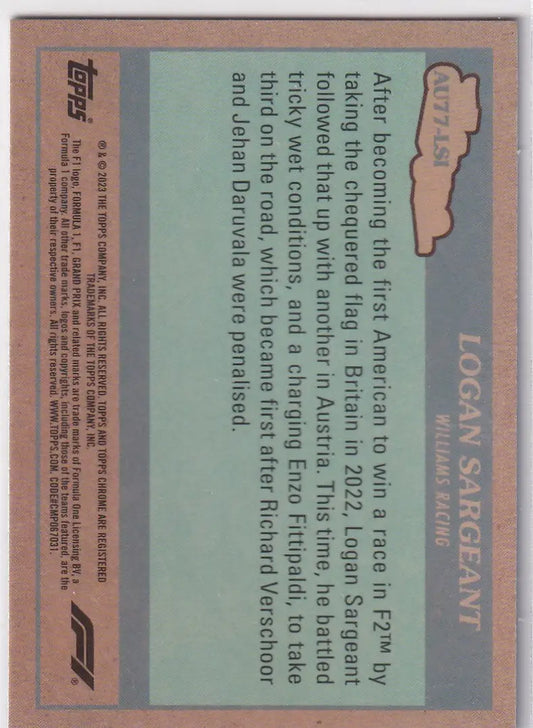 AU77-LSI
LOGAN SARGEANT
WILLIAMS RACING
After becoming the first American to win a race in F2™ by
taking the chequered flag in Britain in 2022, Logan Sargeant
followed that up with another in Austria. This time, he battled
tricky wet conditions, and a charging Enzo Fittipaldi, to take
third on the road, which became first after Richard Verschoor
and Jehan Daruvala were penalised.
topps®
® & © 2023 THE TOPPS COMPANY, INC. ALL RIGHTS RESERVED. TOPPS AND TOPPS CHROME ARE REGISTERED
TRADEMARKS OF THE TOPPS COMPANY, INC.
The F1 logo, FORMULA 1, F1, GRAND PRIX and related marks are trade marks of Formula One Licensing BV, a
Formula 1 company. All other trade marks, logos and copyrights, including those of the teams featured, are the
property of their respective owners. All rights reserved. WWW.TOPPS.COM. CODE#CMP067031.
F1®